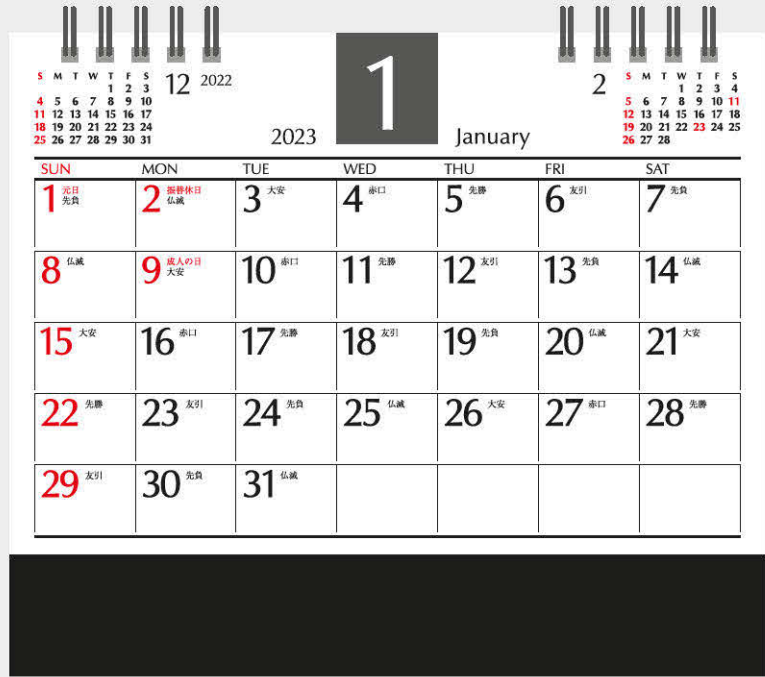 S M T W T F S
1 2 3
4 5 6 7 8 9 10
11 12 13 14 15 16 17
18 19 20 21 22 23 24
25 26 27 28 29 30 31
12 2022
2023
1
January
2
S M T W T F S
1 2 3 4
5 6 7 8 9 10 11
12 13 14 15 16 17 18
19 20 21 22 23 24 25
26 27 28
SUN MON TUE WED THU FRI SAT
1 元日 先負 2 振替休日 仏滅 3 大安 4 赤口 5 先勝 6 友引 7 先負
8 仏滅 9 成人の日 大安 10 赤口 11 先勝 12 友引 13 先負 14 仏滅
15 大安 16 赤口 17 先勝 18 友引 19 先負 20 仏滅 21 大安
22 先勝 23 友引 24 先負 25 仏滅 26 大安 27 赤口 28 先勝
29 友引 30 先負 31 仏滅